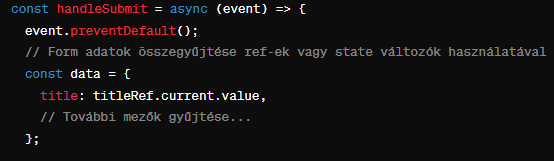 const handleSubmit = async (event) => {
event.preventDefault();
// Form adatok összegyűjtése ref-ek vagy state változók használatával
const data = {
title: titleRef.current.value,
// További mezők gyűjtése...
};